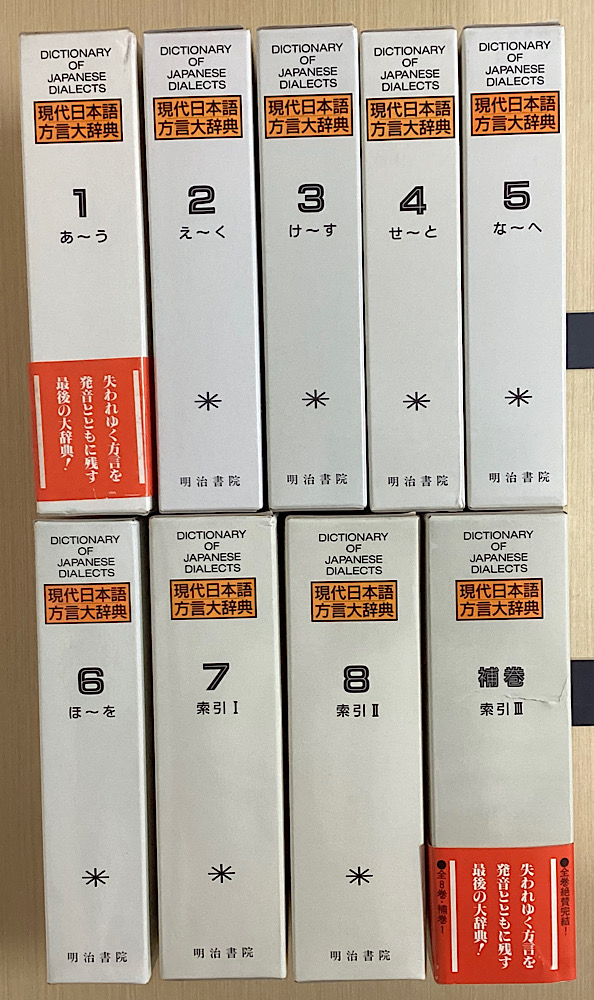 DICTIONARY
OF
JAPANESE
DIALECTS
現代日本語
方言大辞典
1
あ〜う
失われゆく方言を
発音とともに残す
最後の大辞典!
DICTIONARY
OF
JAPANESE
DIALECTS
現代日本語
方言大辞典
2
え〜く
明治書院
DICTIONARY
OF
JAPANESE
DIALECTS
現代日本語
方言大辞典
3
け〜す
明治書院
DICTIONARY
OF
JAPANESE
DIALECTS
現代日本語
方言大辞典
4
せ〜と
明治書院
DICTIONARY
OF
JAPANESE
DIALECTS
現代日本語
方言大辞典
5
な〜へ
明治書院
DICTIONARY
OF
JAPANESE
DIALECTS
現代日本語
方言大辞典
6
ほ〜を
明治書院
DICTIONARY
OF
JAPANESE
DIALECTS
現代日本語
方言大辞典
7
索引Ⅰ
明治書院
DICTIONARY
OF
JAPANESE
DIALECTS
現代日本語
方言大辞典
8
索引Ⅱ
明治書院
DICTIONARY
OF
JAPANESE
DIALECTS
現代日本語
方言大辞典
補巻
索引Ⅲ
●全巻絶賛完結!
失われゆく方言を
発音とともに残す
最後の大辞典!
●全8巻・補巻1